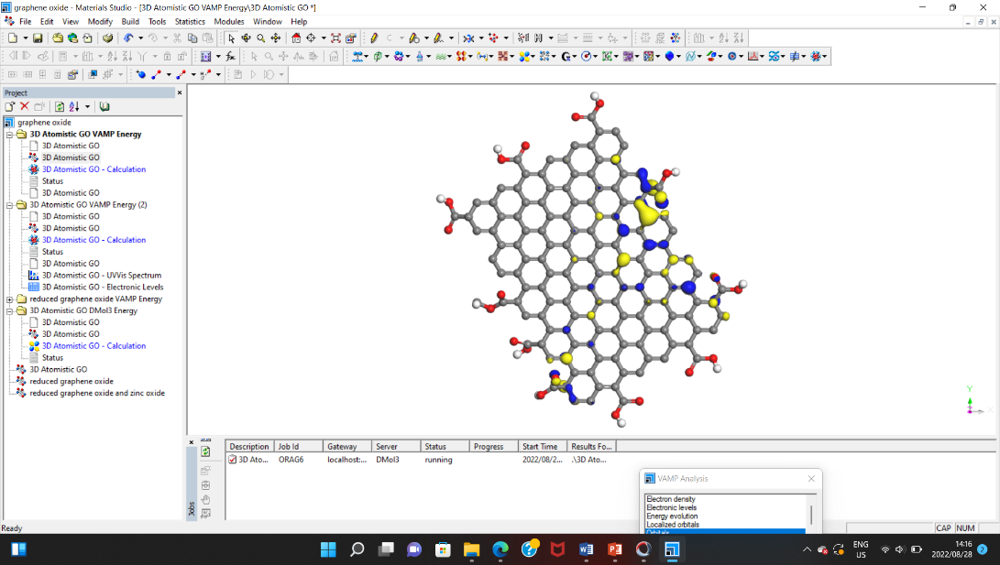 graphene oxide - Materials Studio - [3D Atomistic GO VAMP Energy\3D Atomistic GO *]
File Edit View Modify Build Tools Statistics Modules Window Help
Project
graphene oxide
3D Atomistic GO VAMP Energy
3D Atomistic GO
3D Atomistic GO
3D Atomistic GO - Calculation
Status
3D Atomistic GO
3D Atomistic GO VAMP Energy (2)
3D Atomistic GO
3D Atomistic GO
3D Atomistic GO - Calculation
Status
3D Atomistic GO
3D Atomistic GO - UVVis Spectrum
3D Atomistic GO - Electronic Levels
reduced graphene oxide VAMP Energy
3D Atomistic GO DMol3 Energy
3D Atomistic GO
3D Atomistic GO
3D Atomistic GO - Calculation
Status
3D Atomistic GO
reduced graphene oxide
reduced graphene oxide and zinc oxide
Y
X
Jobs
Description Job Id Gateway Server Status Progress Start Time Results Fo...
3D Ato... ORAG6 localhost:... DMol3 running 2022/08/2... .\3D Ato...
VAMP Analysis
Electron density
Electronic levels
Energy evolution
Localized orbitals
Orbitals
Ready
CAP NUM
ENG
US
14:16
2022/08/28
2